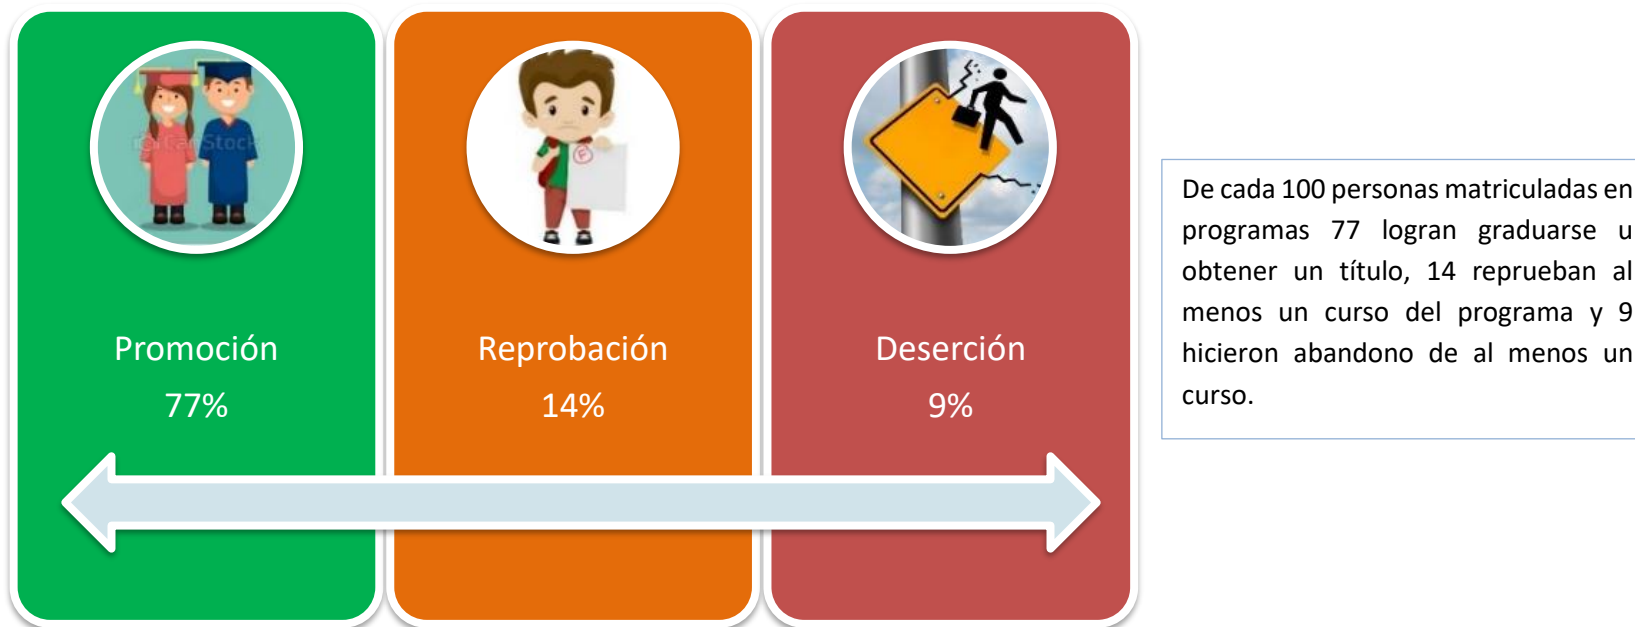 Promoción
77%
Reprobación
14%
Deserción
9%
De cada 100 personas matriculadas en
programas 77 logran graduarse u
obtener un título, 14 reprueban al
menos un curso del programa y 9
hicieron abandono de al menos un
curso.
F